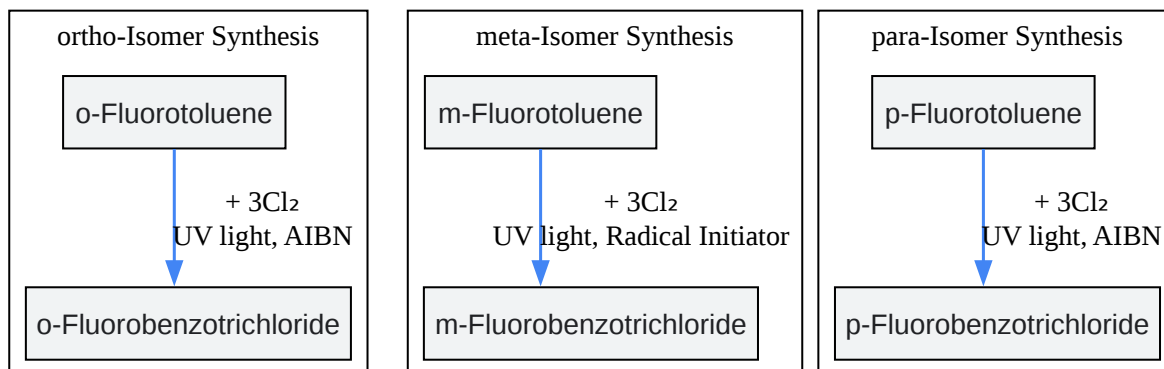 ortho-Isomer Synthesis
o-Fluorotoluene
+ 3Cl₂
UV light, AIBN
o-Fluorobenzotrichloride
meta-Isomer Synthesis
m-Fluorotoluene
+ 3Cl₂
UV light, Radical Initiator
m-Fluorobenzotrichloride
para-Isomer Synthesis
p-Fluorotoluene
+ 3Cl₂
UV light, AIBN
p-Fluorobenzotrichloride